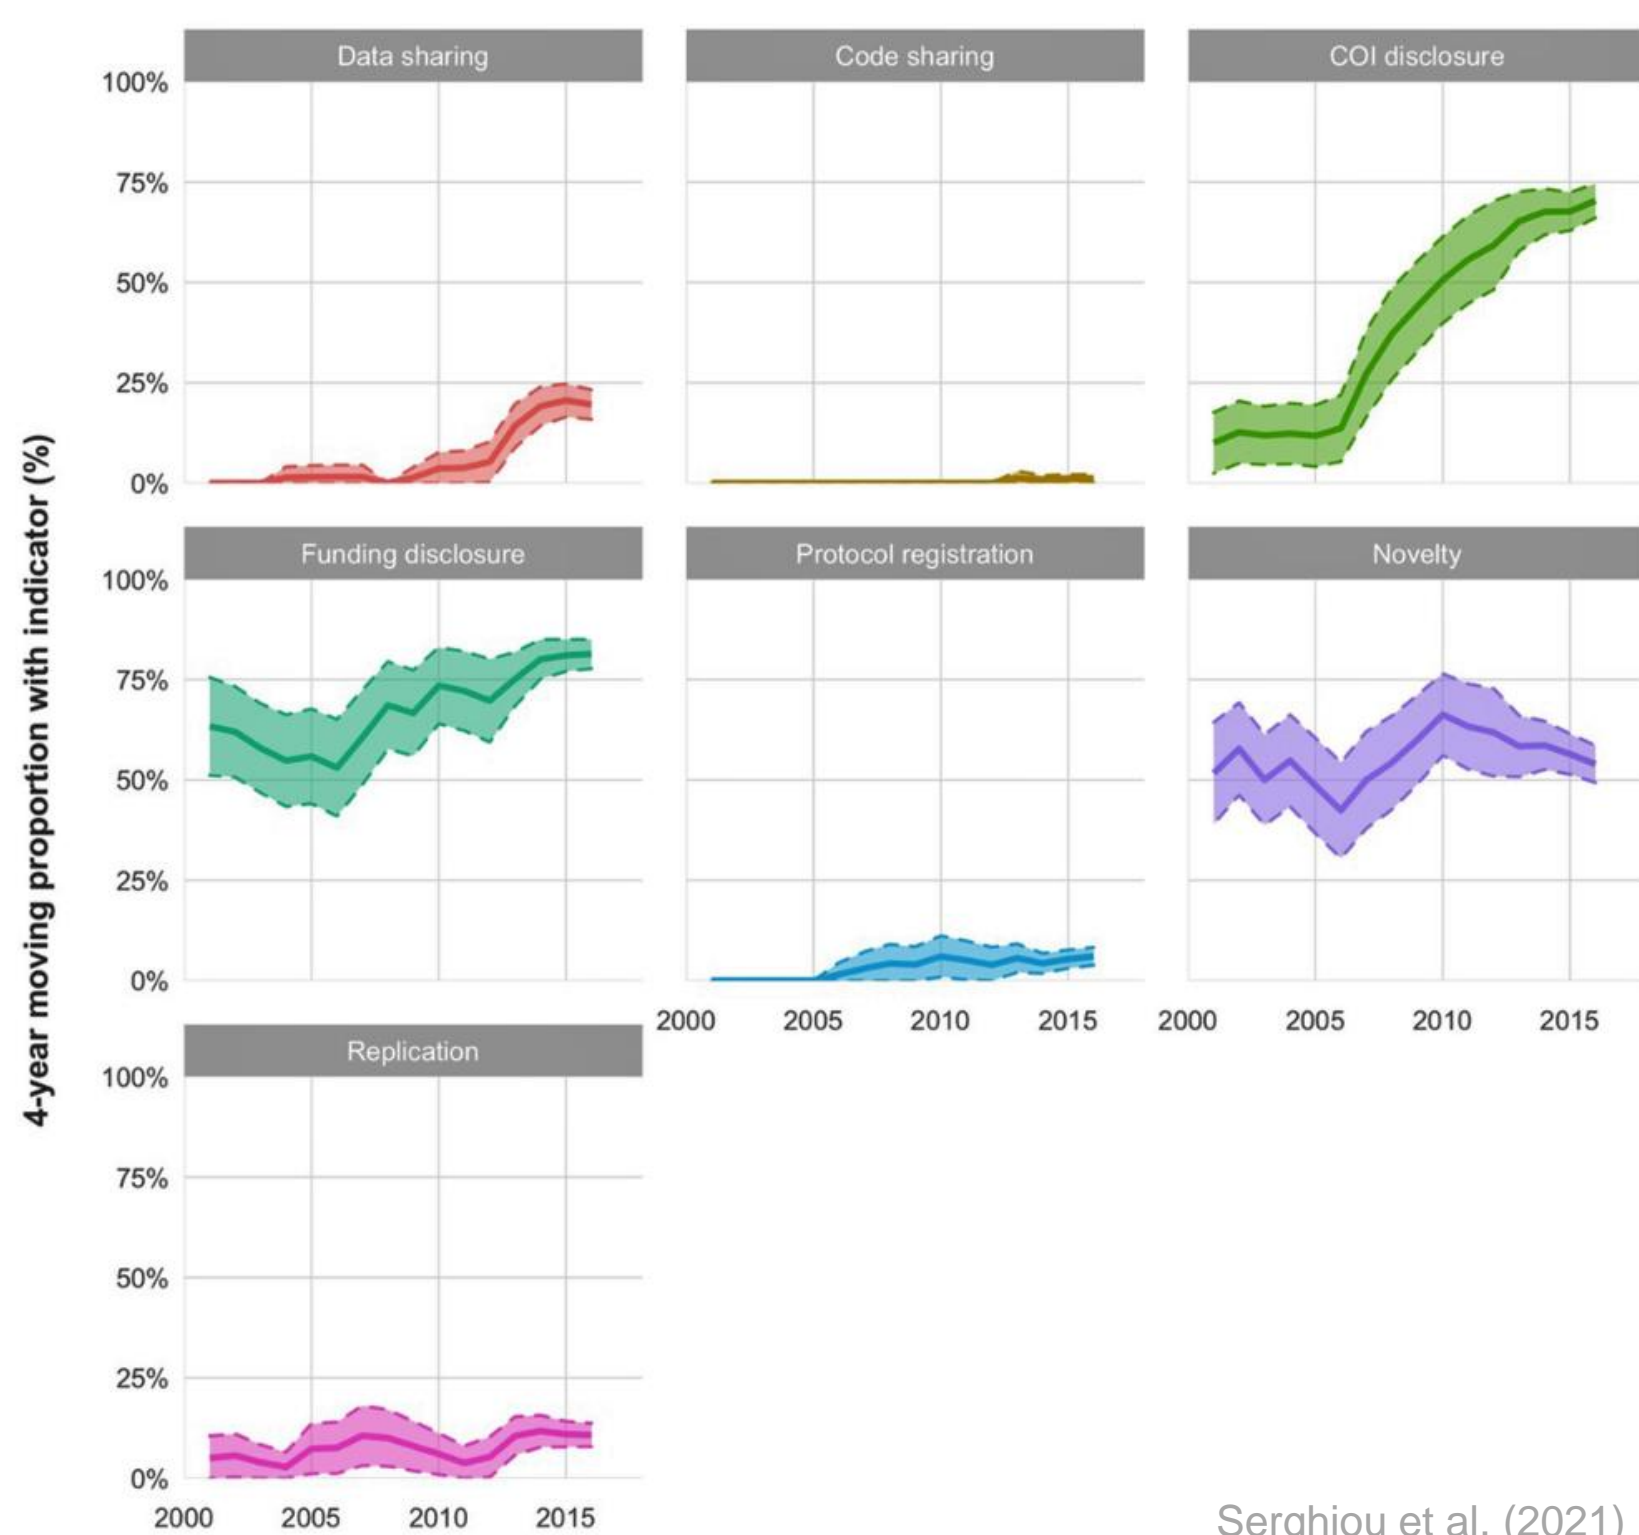 4-year moving proportion with indicator (%)
Data sharing
Code sharing
COI disclosure
100%
75%
50%
25%
0%
Funding disclosure
Protocol registration
Novelty
100%
75%
50%
25%
0%
2000 2005 2010 2015
2000 2005 2010 2015
Replication
100%
75%
50%
25%
0%
2000 2005 2010 2015
Serghiou et al. (2021)